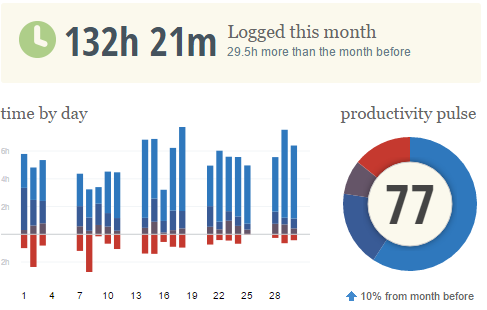 132h 21m
Logged this month
29.5h more than the month before
time by day
productivity pulse
6h
4h
2h
2h
77
1 4 7 10 13 16 19 22 25 28
10% from month before